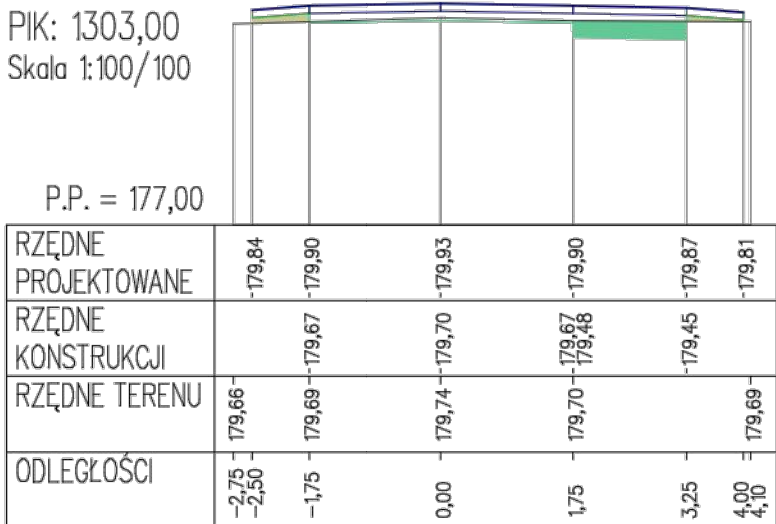 PIK: 1303,00
Skala 1:100/100
P.P. = 177,00
RZĘDNE
PROJEKTOWANE
179,84 179,90 179,93 179,90 179,87 179,81
RZĘDNE
KONSTRUKCJI
179,67 179,70 179,67 179,48 179,45
RZĘDNE TERENU
179,66 179,69 179,74 179,70 179,69
ODLEGŁOŚCI
-2,75 -2,50 -1,75 0,00 1,75 3,25 4,00 4,10